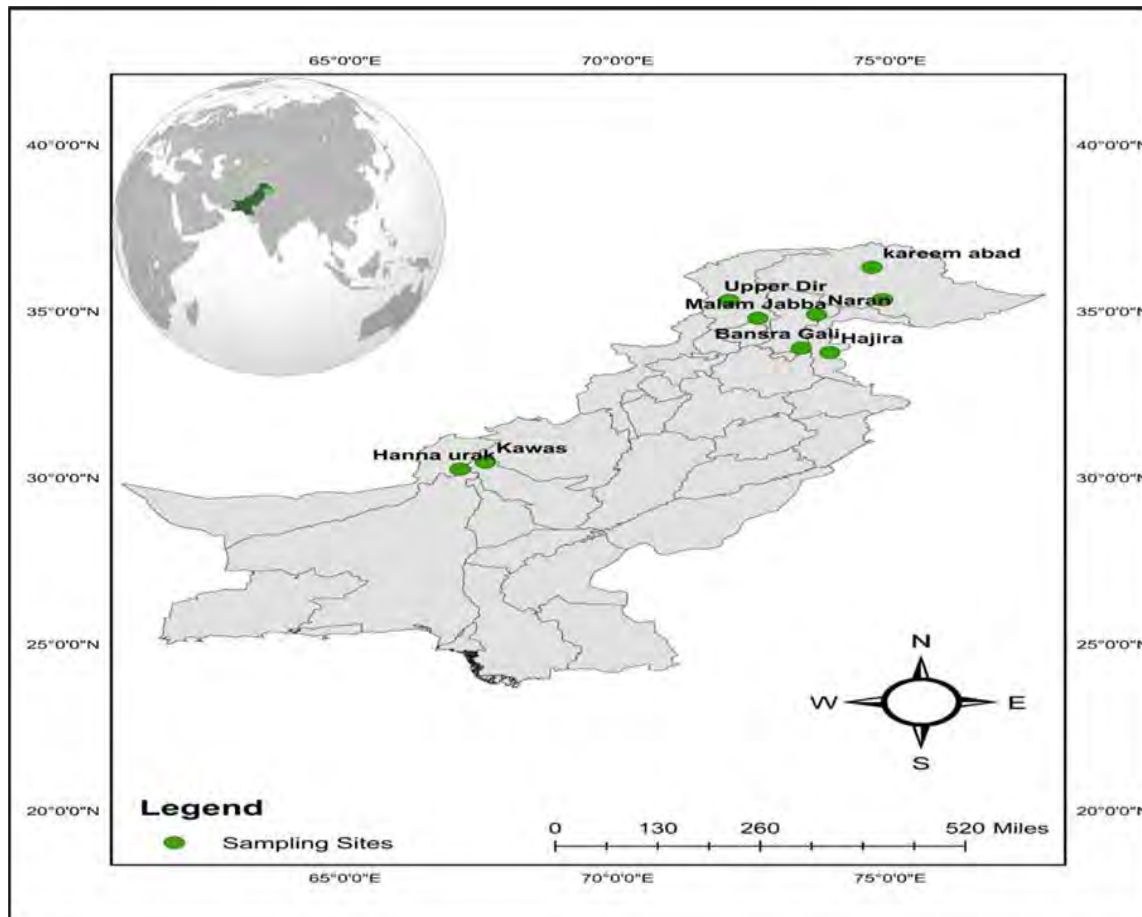 65°0'0"E 70°0'0"E 75°0'0"E
40°0'0"N 40°0'0"N
kareem abad
Upper Dir
35°0'0"N Malam Jabba Naran 35°0'0"N
Bansra Gali Hajira
Hanna urak Kawas
30°0'0"N 30°0'0"N
25°0'0"N 25°0'0"N
N
W E
S
20°0'0"N 20°0'0"N
Legend
Sampling Sites
0 130 260 520 Miles
65°0'0"E 70°0'0"E 75°0'0"E